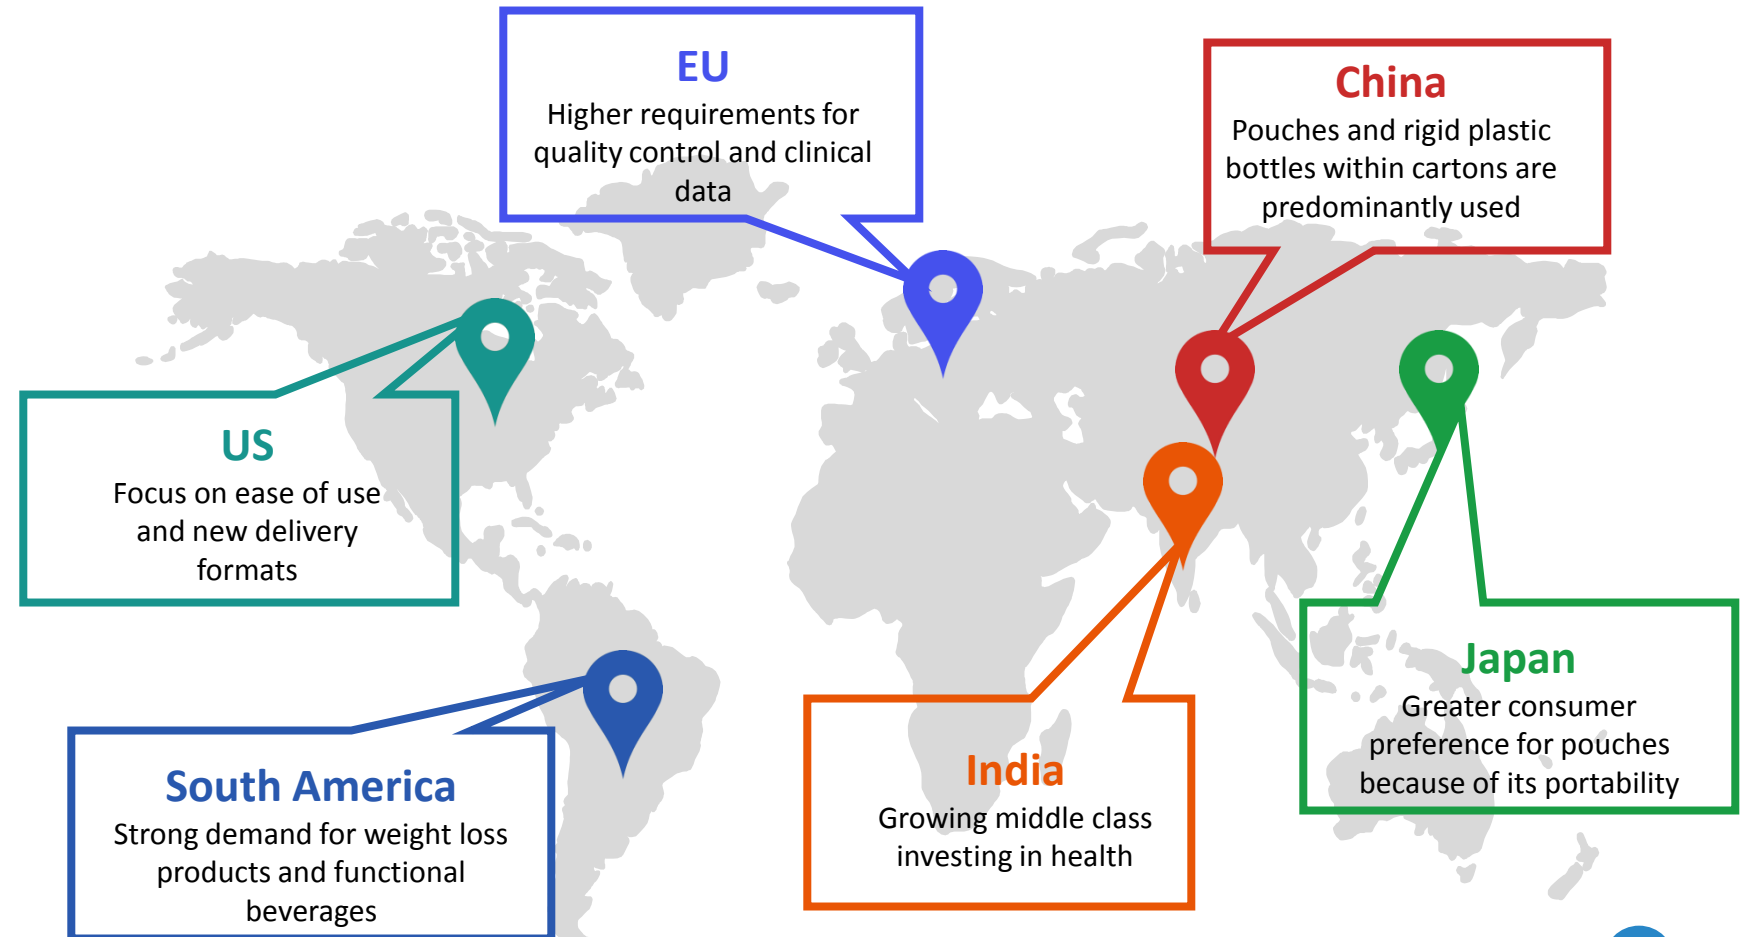 EU
Higher requirements for
quality control and clinical
data
China
Pouches and rigid plastic
bottles within cartons are
predominantly used
US
Focus on ease of use
and new delivery
formats
Japan
Greater consumer
preference for pouches
because of its portability
South America
Strong demand for weight loss
products and functional
beverages
India
Growing middle class
investing in health